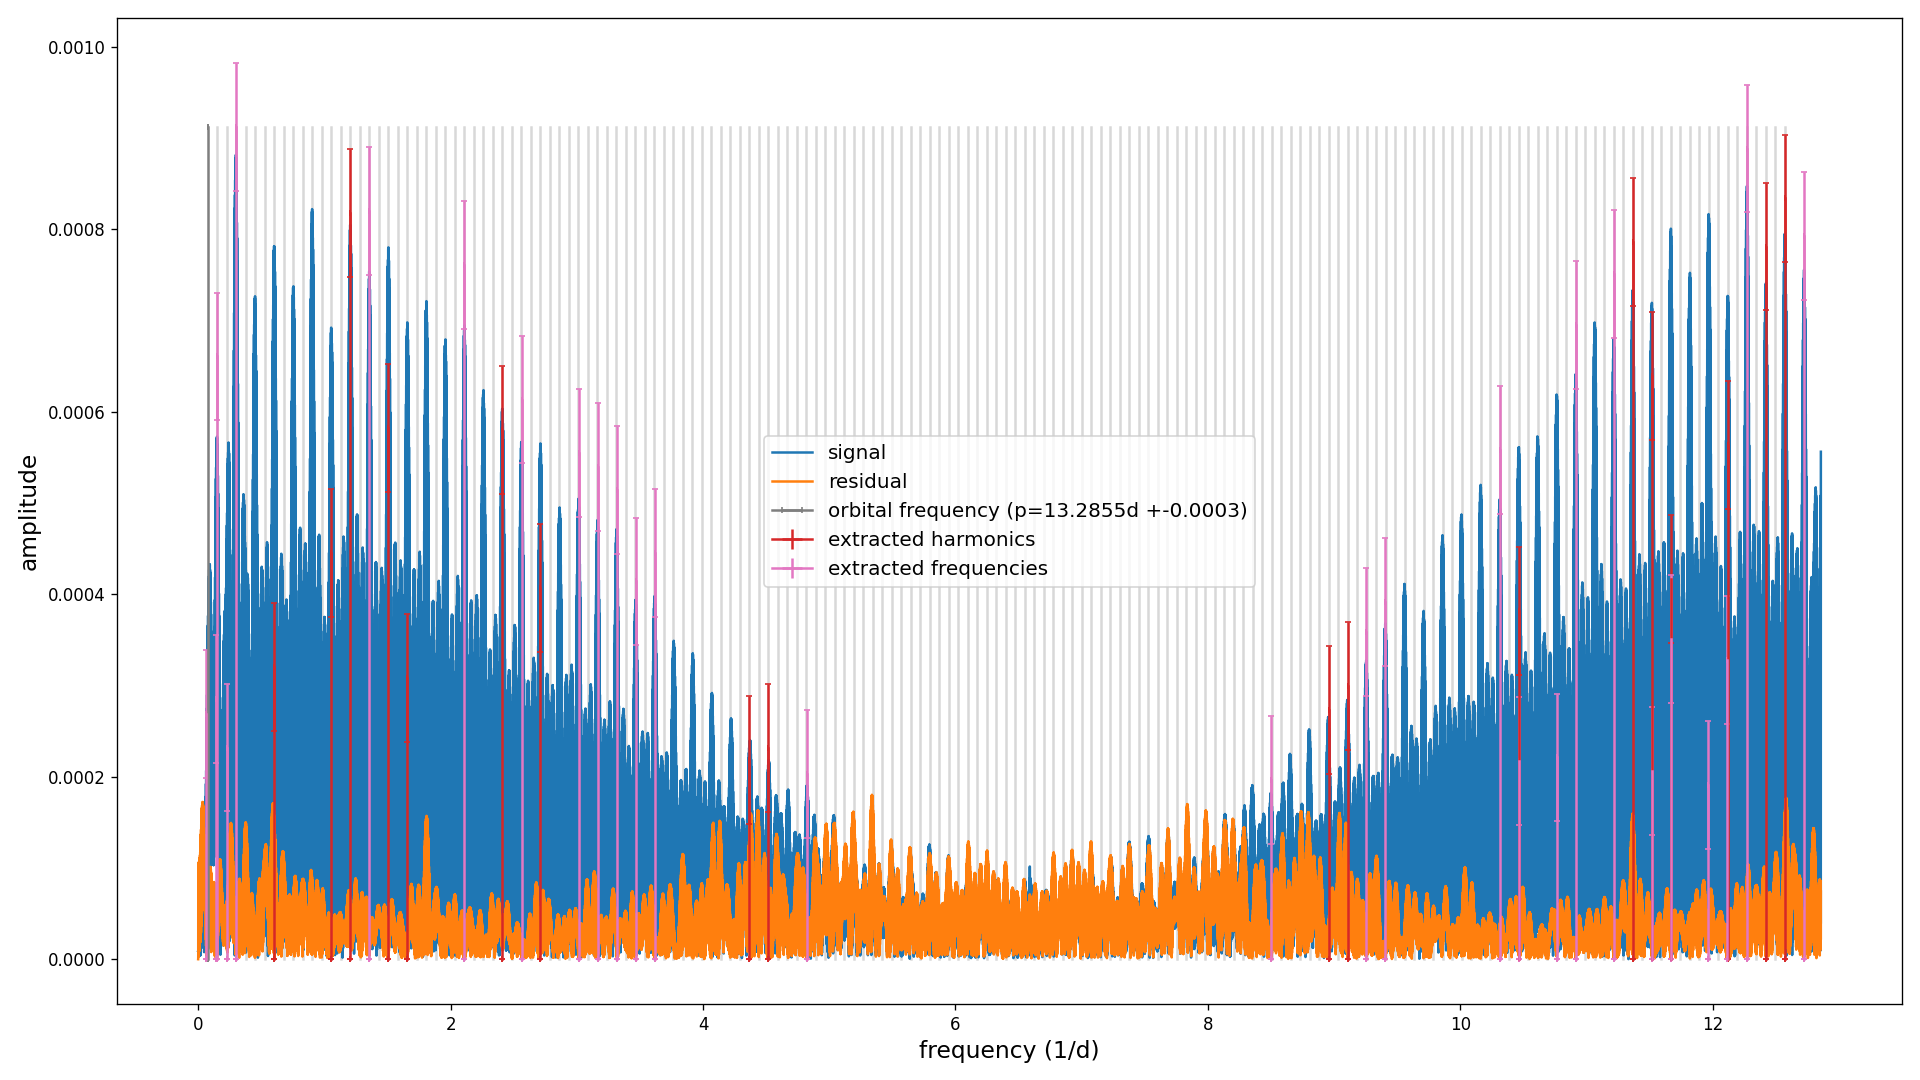 0.0010
0.0008
0.0006
0.0004
0.0002
0.0000
amplitude
signal
residual
orbital frequency (p=13.2855d +-0.0003)
extracted harmonics
extracted frequencies
0 2 4 6 8 10 12
frequency (1/d)